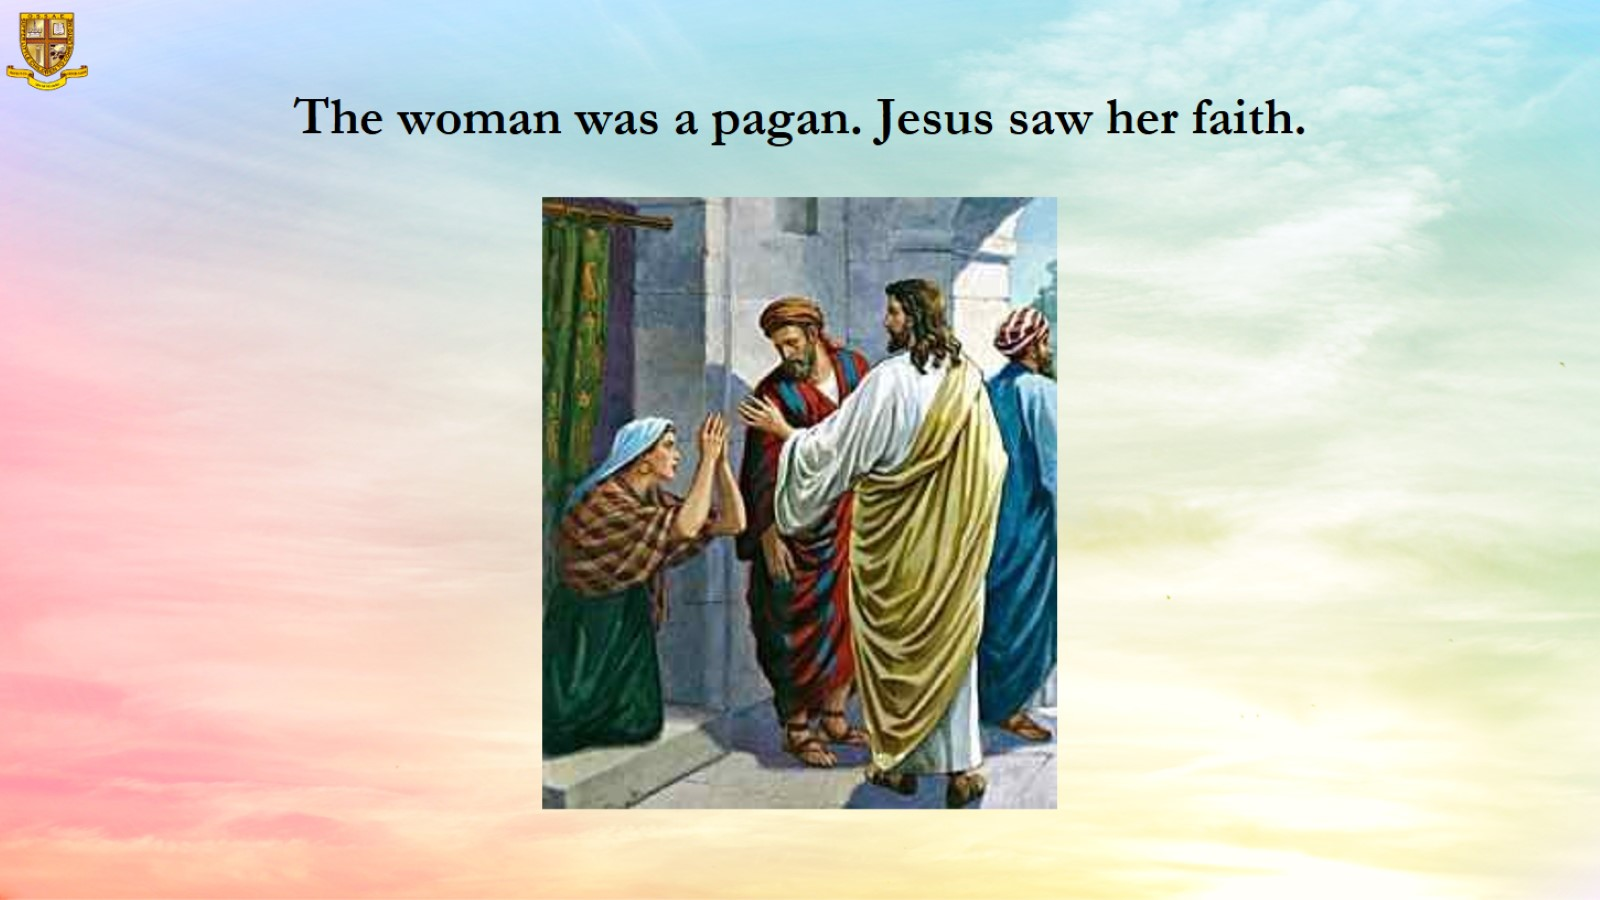 The woman was a pagan. Jesus saw her faith.